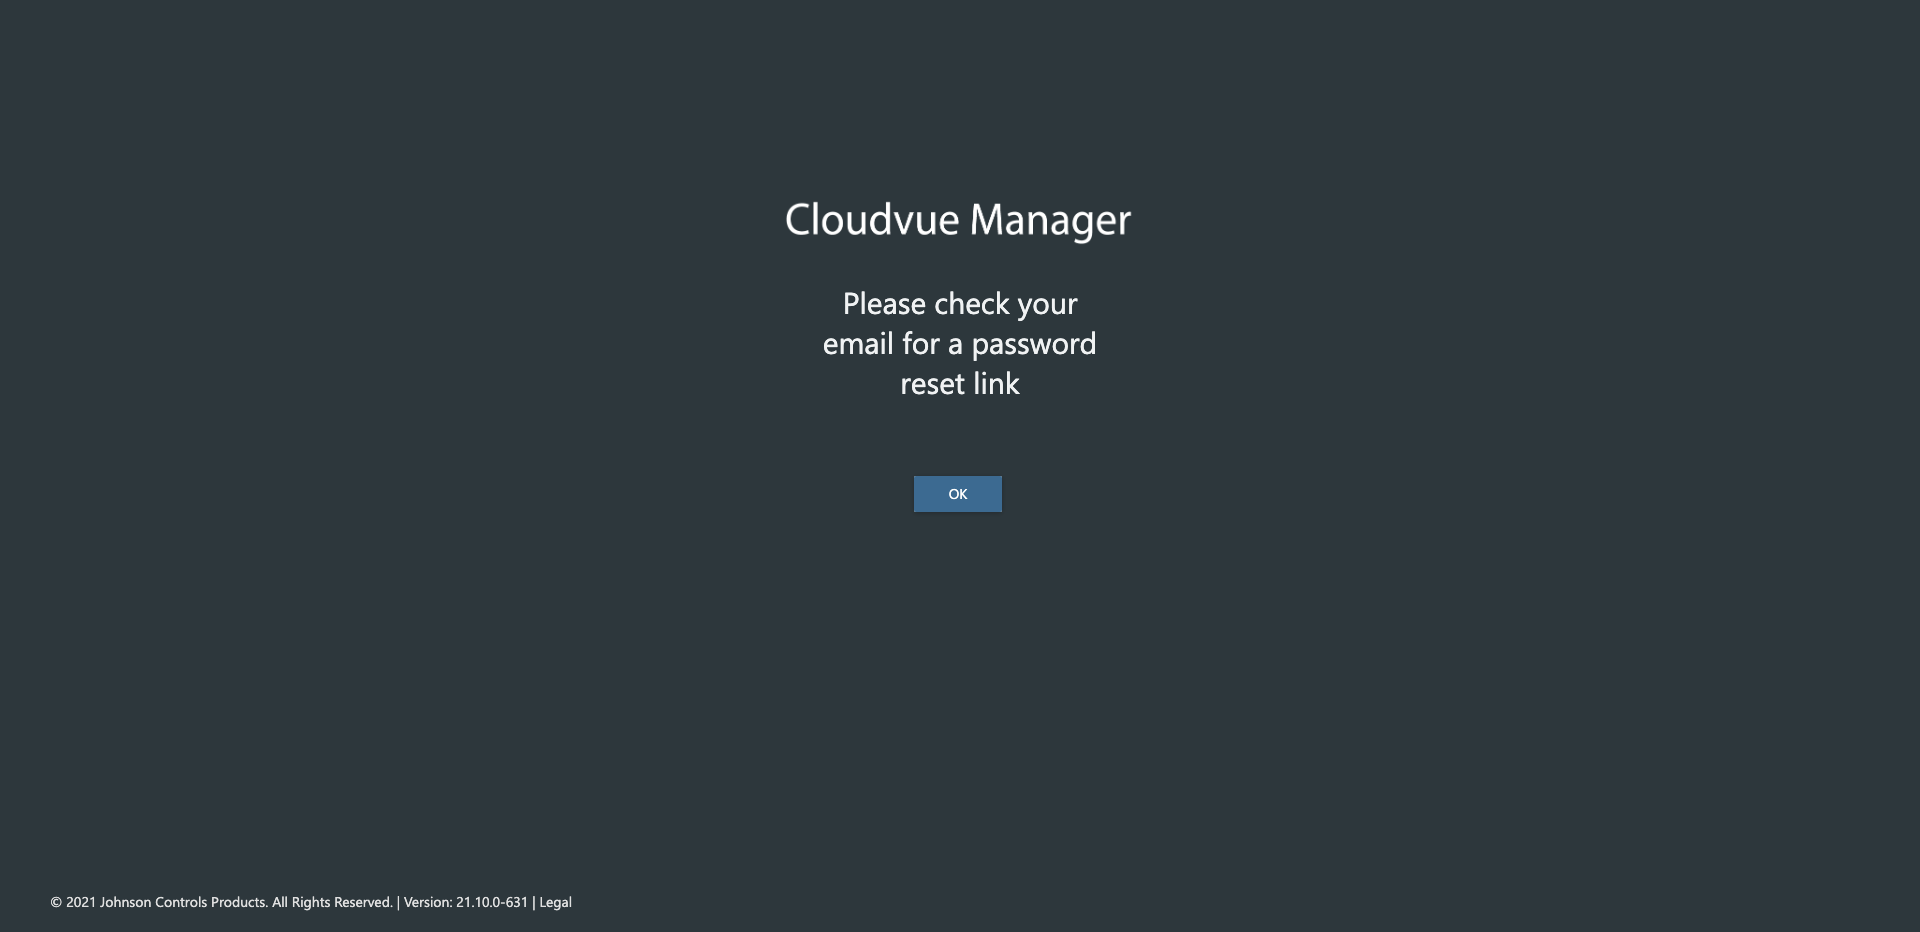 Cloudvue Manager
Please check your
email for a password
reset link
OK
© 2021 Johnson Controls Products. All Rights Reserved. | Version: 21.10.0-631 | Legal